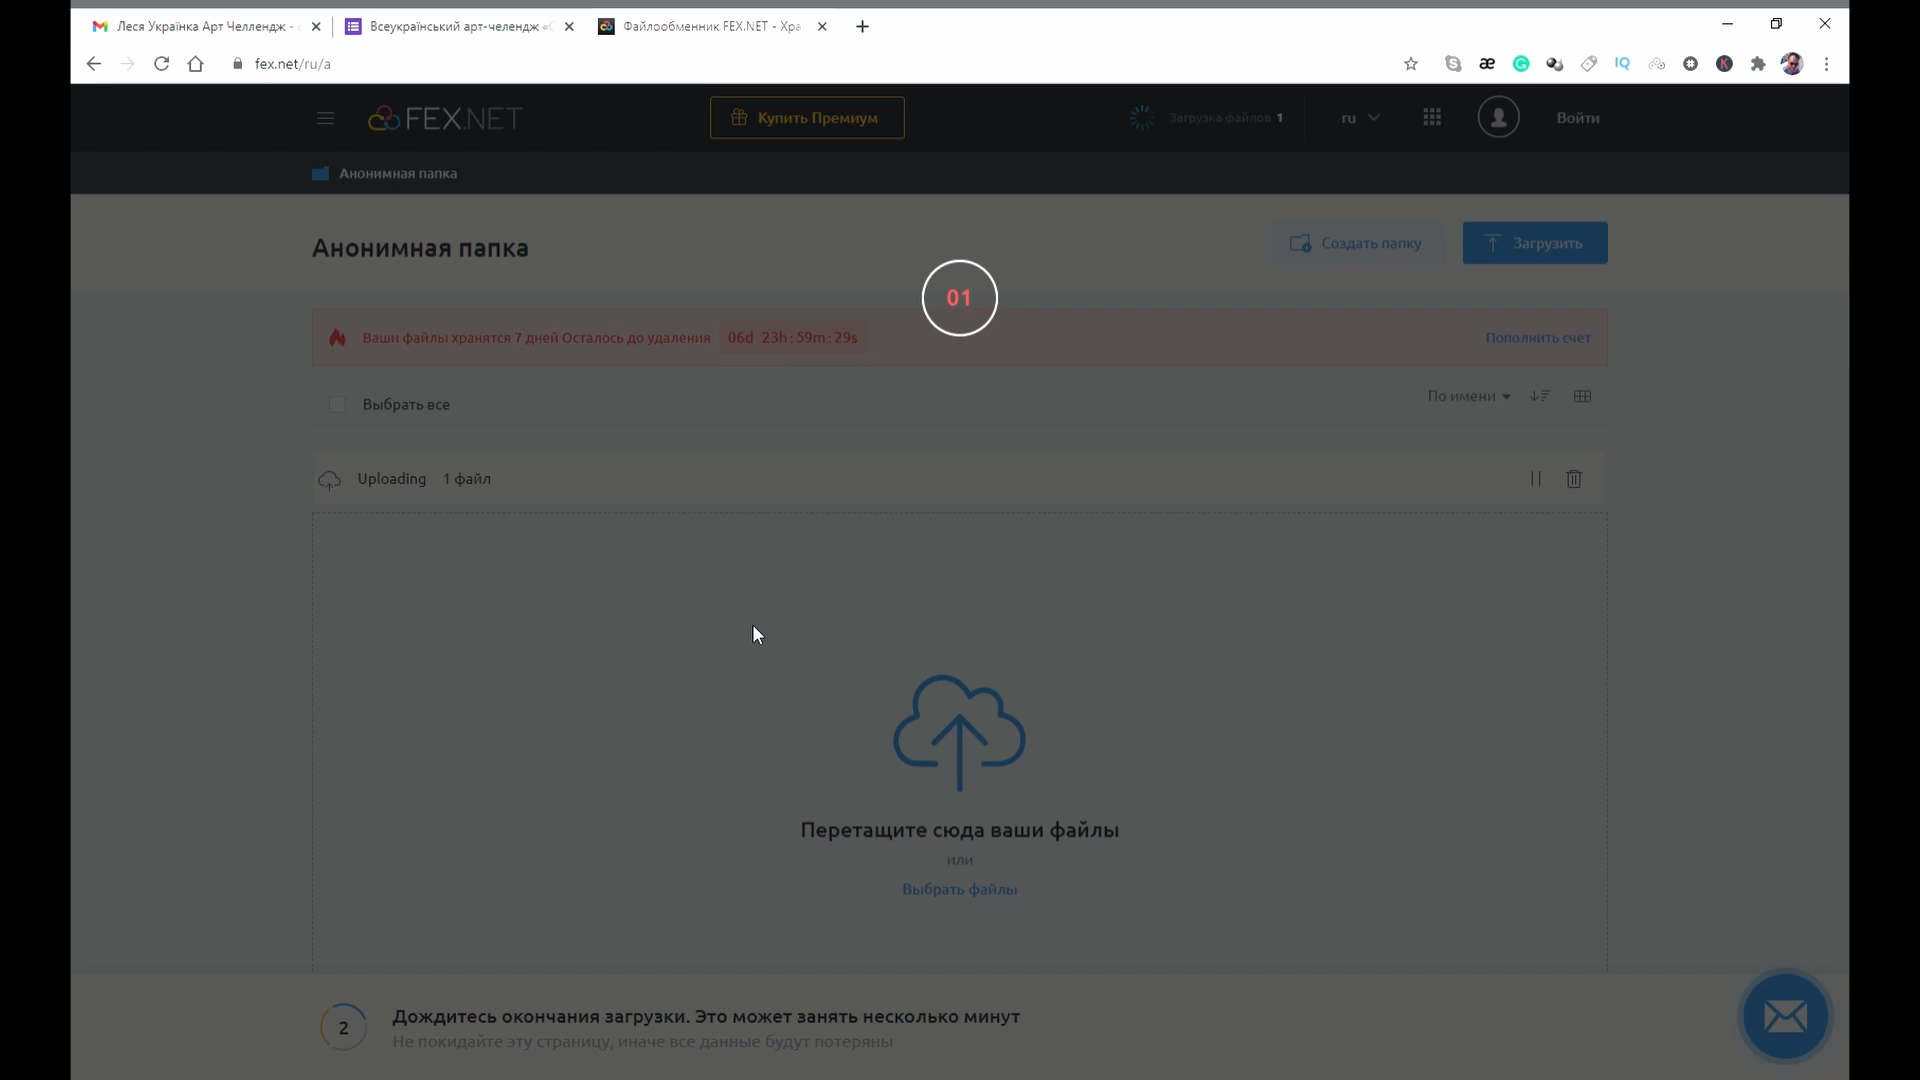 Леся Українка Арт Челлендж -
Всеукраїнський арт-челендж «С
Файлообменник FEX.NET - Хра
fex.net/ru/a
IQ
FEX.NET
Купить Премиум
Загрузка файлов 1
ru
Войти
Анонимная папка
Анонимная папка
Создать папку
Загрузить
01
Ваши файлы хранятся 7 дней Осталось до удаления 06d 23h : 59m : 29s
Пополнить счет
Выбрать все
По имени
Uploading 1 файл
Перетащите сюда ваши файлы
или
Выбрать файлы
2
Дождитесь окончания загрузки. Это может занять несколько минут
Не покидайте эту страницу, иначе все данные будут потеряны